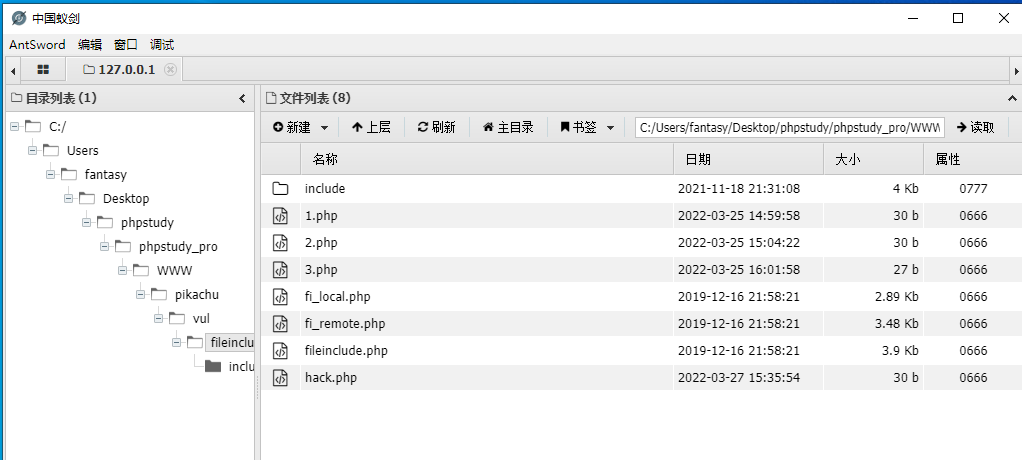 中国蚁剑
AntSword 编辑 窗口 调试
127.0.0.1
目录列表 (1)
C:/
Users
fantasy
Desktop
phpstudy
phpstudy_pro
WWW
pikachu
vul
fileinclu
inclu
文件列表 (8)
新建 上层 刷新 主目录 书签 C:/Users/fantasy/Desktop/phpstudy/phpstudy_pro/WWW 读取
名称 日期 大小 属性
include 2021-11-18 21:31:08 4 Kb 0777
1.php 2022-03-25 14:59:58 30 b 0666
2.php 2022-03-25 15:04:22 30 b 0666
3.php 2022-03-25 16:01:58 27 b 0666
fi_local.php 2019-12-16 21:58:21 2.89 Kb 0666
fi_remote.php 2019-12-16 21:58:21 3.48 Kb 0666
fileinclude.php 2019-12-16 21:58:21 3.9 Kb 0666
hack.php 2022-03-27 15:35:54 30 b 0666